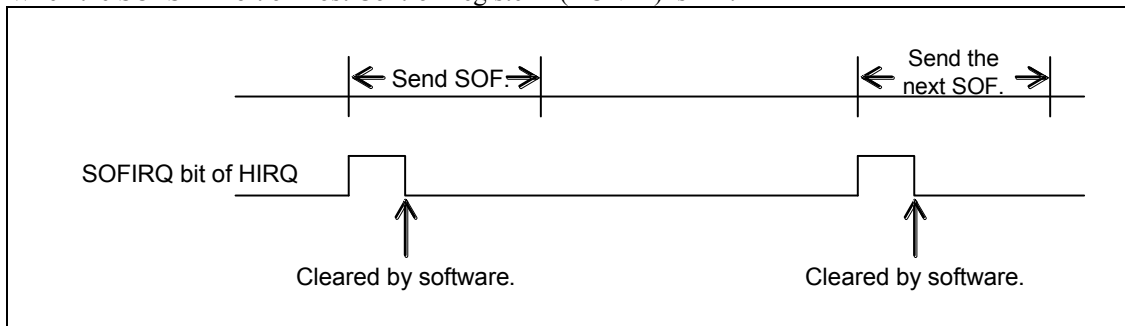 Send SOF.
Send the
next SOF.
SOFIRQ bit of HIRQ
Cleared by software.
Cleared by software.